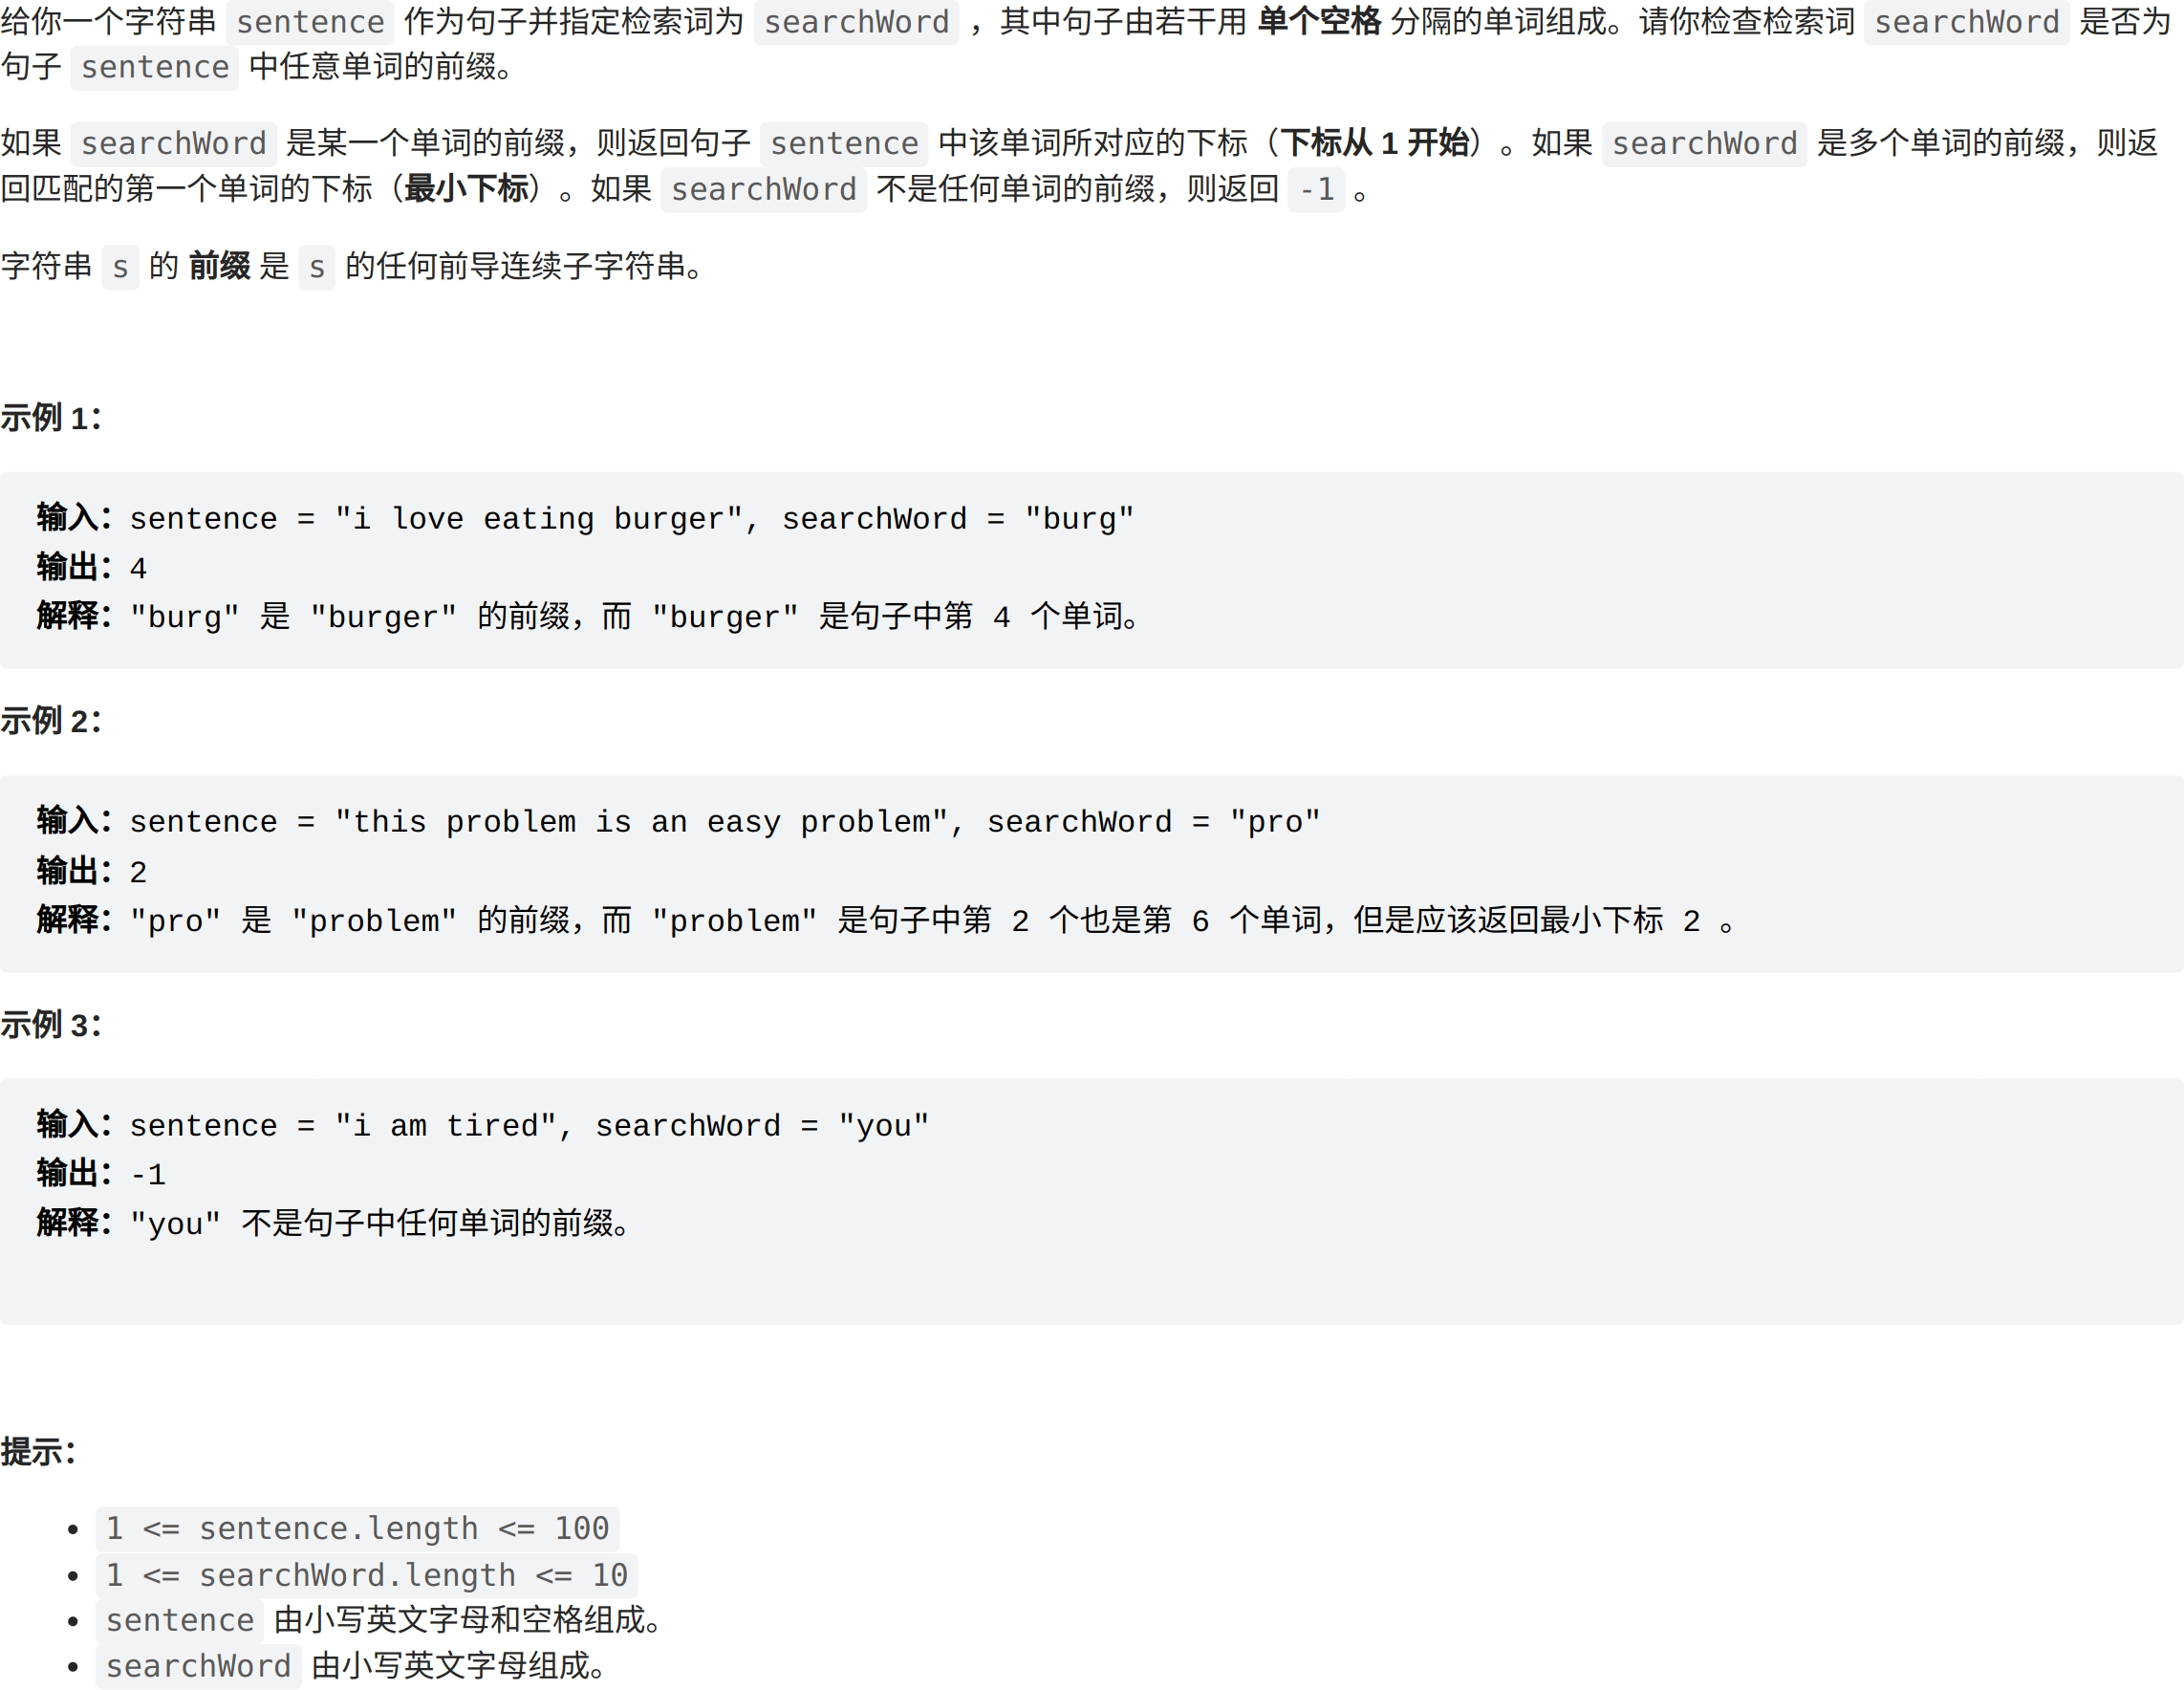 给你一个字符串 sentence 作为句子并指定检索词为 searchWord ，其中句子由若干用 单个空格 分隔的单词组成。请你检查检索词 searchWord 是否为
句子 sentence 中任意单词的前缀。
如果 searchWord 是某一个单词的前缀，则返回句子 sentence 中该单词所对应的下标（下标从 1 开始）。如果 searchWord 是多个单词的前缀，则返
回匹配的第一个单词的下标（最小下标）。如果 searchWord 不是任何单词的前缀，则返回 -1 。
字符串 s 的 前缀 是 s 的任何前导连续子字符串。
示例 1：
输入：sentence = "i love eating burger", searchWord = "burg"
输出：4
解释："burg" 是 "burger" 的前缀，而 "burger" 是句子中第 4 个单词。
示例 2：
输入：sentence = "this problem is an easy problem", searchWord = "pro"
输出：2
解释："pro" 是 "problem" 的前缀，而 "problem" 是句子中第 2 个也是第 6 个单词，但是应该返回最小下标 2 。
示例 3：
输入：sentence = "i am tired", searchWord = "you"
输出：-1
解释："you" 不是句子中任何单词的前缀。
提示：
• 1 <= sentence.length <= 100
• 1 <= searchWord.length <= 10
• sentence 由小写英文字母和空格组成。
• searchWord 由小写英文字母组成。